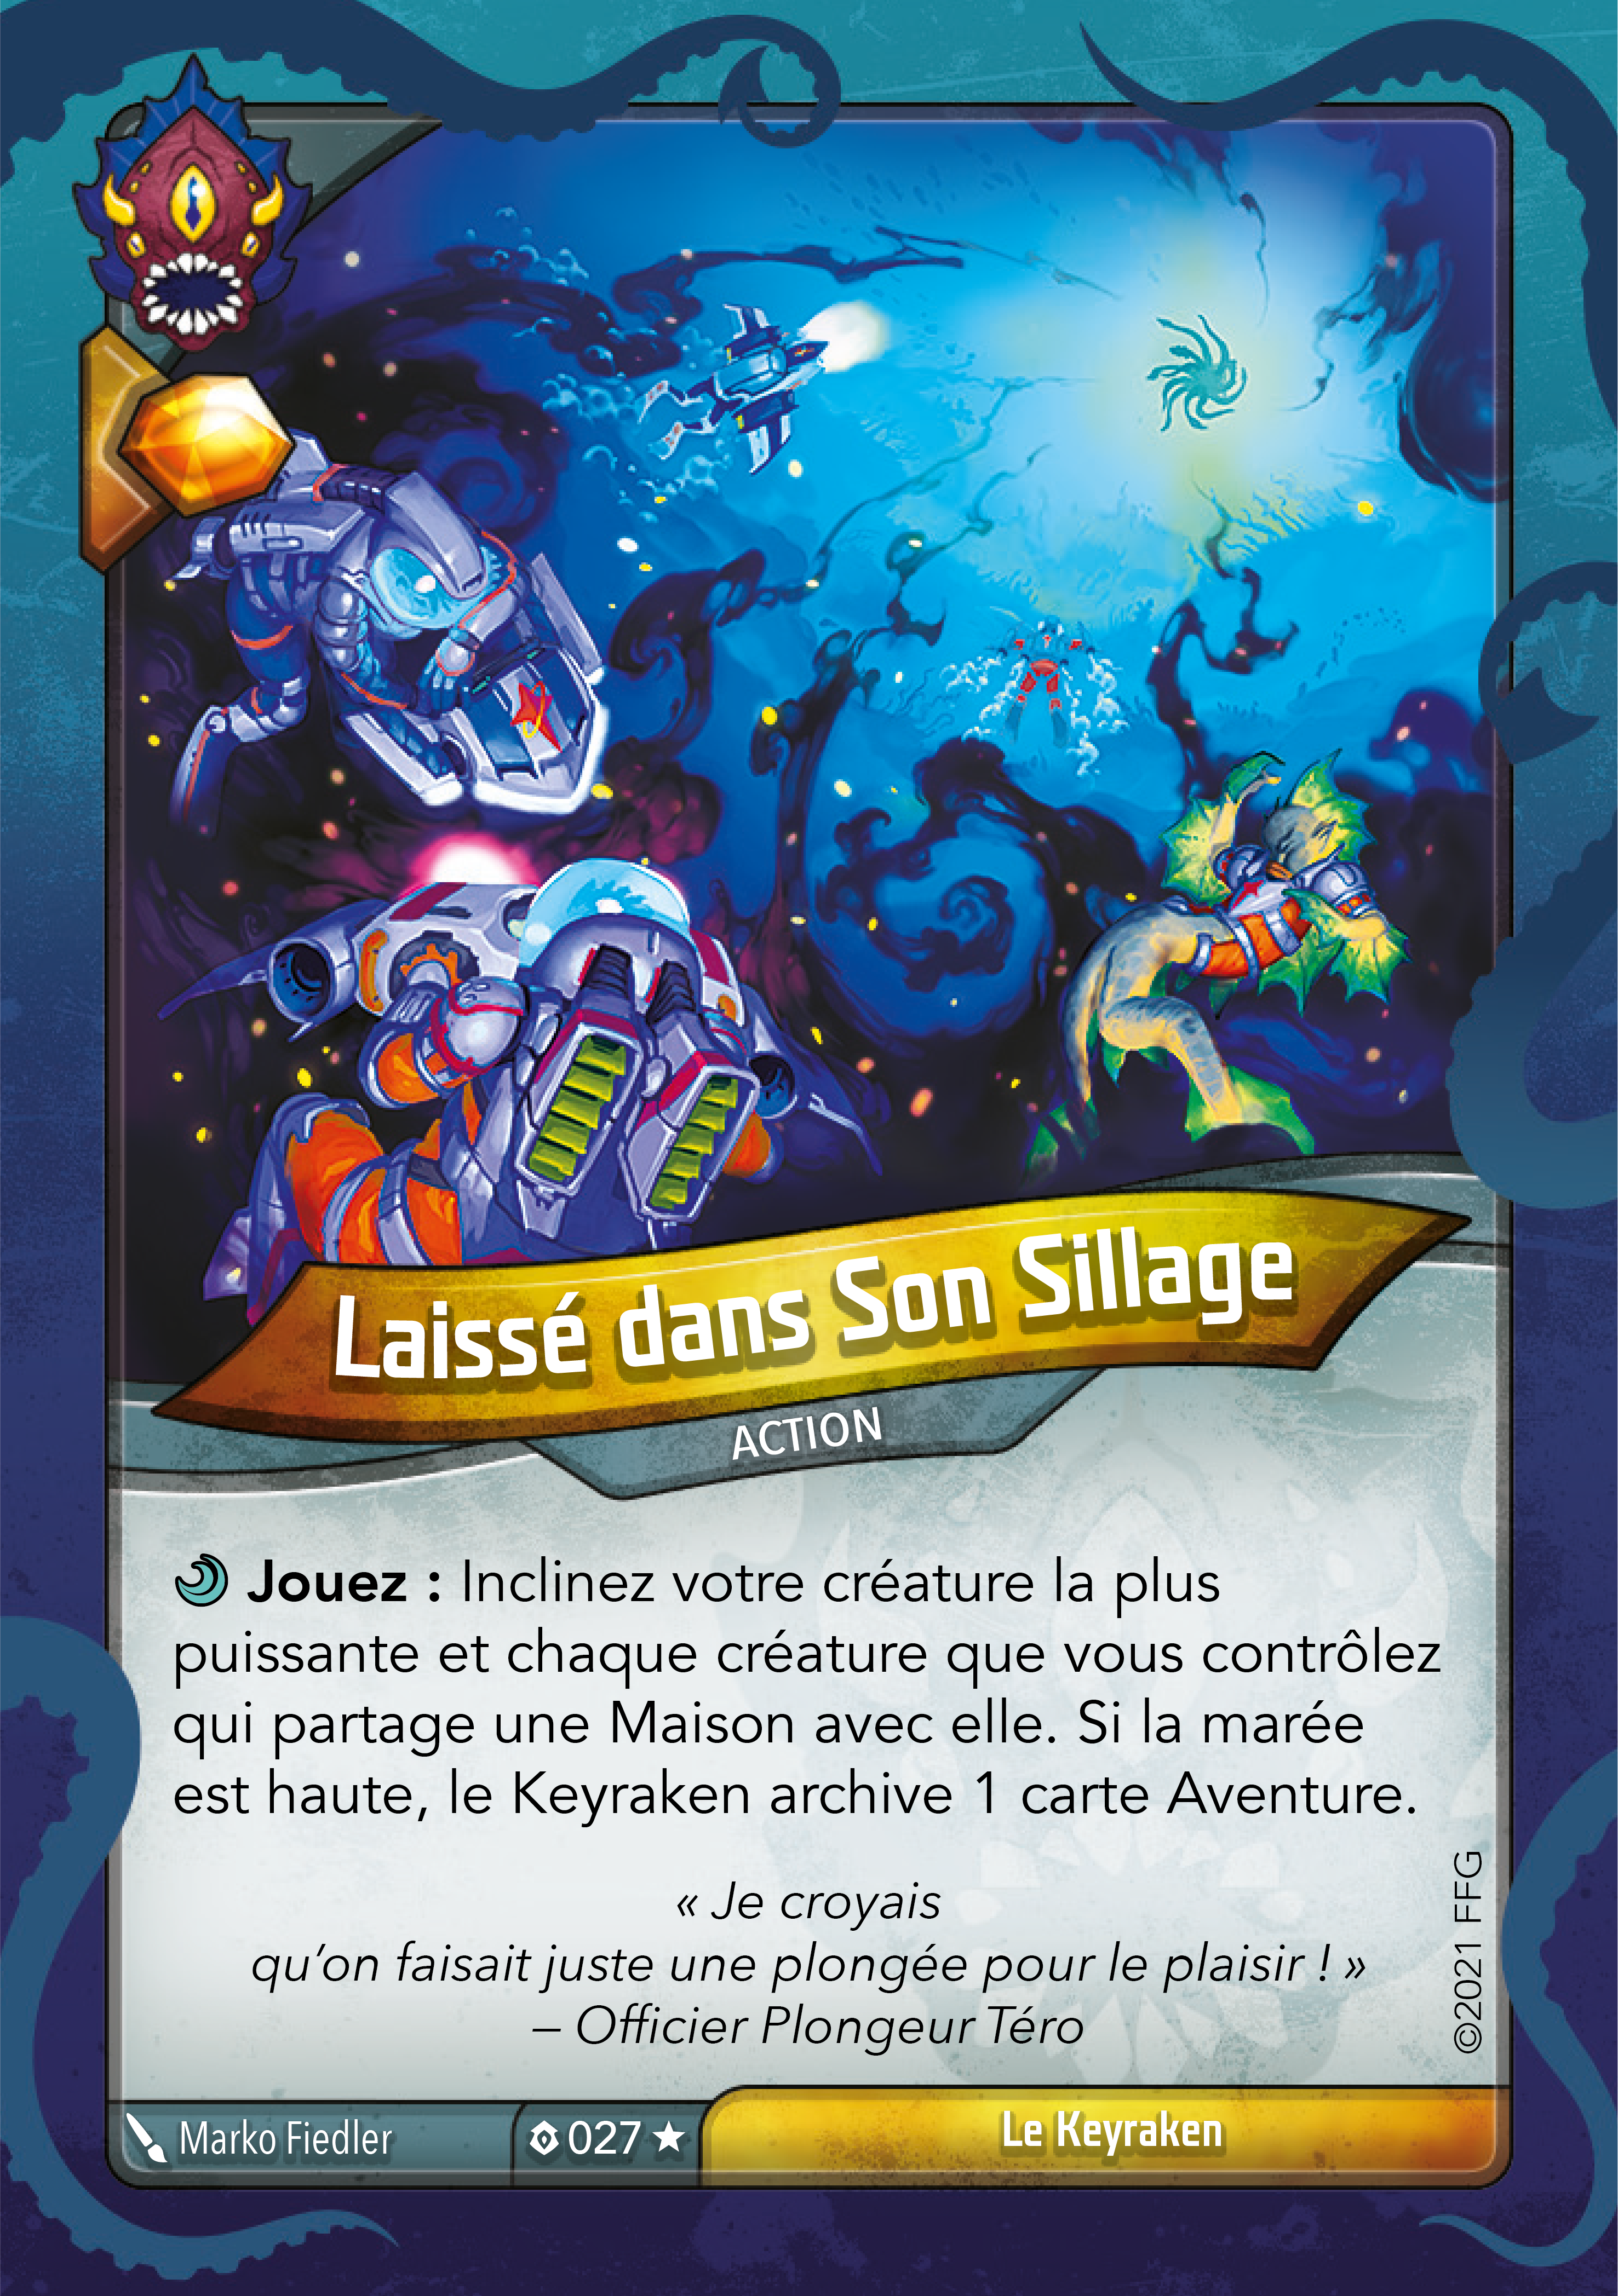 Laissé dans Son Sillage
ACTION
Jouez : Inclinez votre créature la plus
puissante et chaque créature que vous contrôlez
qui partage une Maison avec elle. Si la marée
est haute, le Keyraken archive 1 carte Aventure.
« Je croyais
qu’on faisait juste une plongée pour le plaisir ! »
– Officier Plongeur Téro
©2021 FFG
Marko Fiedler
027
Le Keyraken